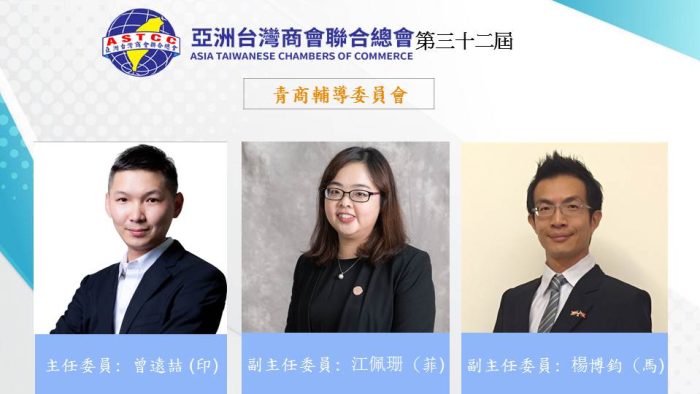 ASTCC
亞洲台灣商會聯合總會
亞洲台灣商會聯合總會第三十二屆
ASIA TAIWANESE CHAMBERS OF COMMERCE
青商輔導委員會
主任委員：曾遠喆 (印)
副主任委員：江佩珊（菲）
副主任委員：楊博鈞（馬）